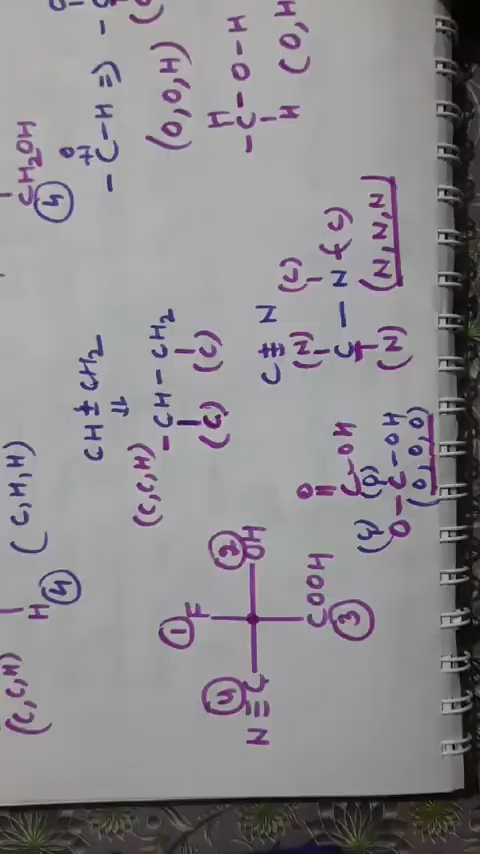 CH₂OH
④
O
- C - H ⇒
(O, O, H)
H
- C - O - H
H
(O, H
CH = CH₂
⇓
(C, C, H) - CH - CH₂
(C) (C)
C ≡ N
(N) (C)
C - N (C)
(N)
(N, N, N)
(C, H, H)
(C, C, H)
H
④
① F
④ N ≡ C
② OH
COOH
③
O
C - OH
(O)
O - C - OH
(O, O, O)